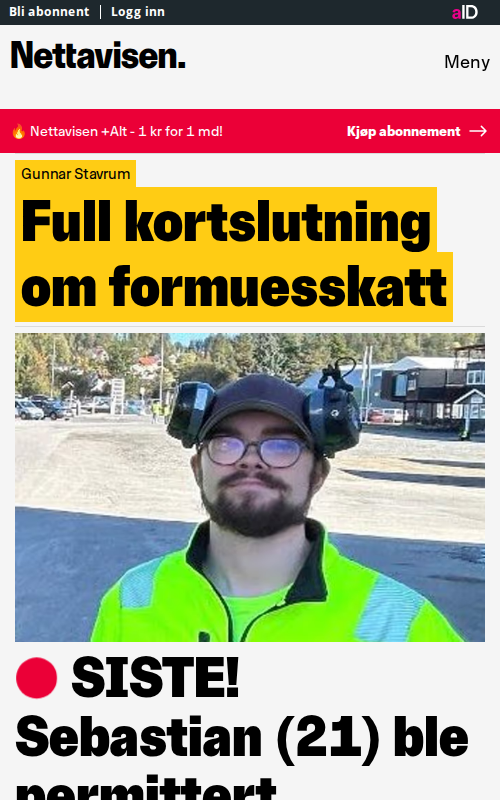 Bli abonnent | Logg inn
aID
Nettavisen.
Meny
🔥 Nettavisen +Alt - 1 kr for 1 md!
Kjøp abonnement →
Gunnar Stavrum
Full kortslutning
om formuesskatt
SISTE!
Sebastian (21) ble
permittert